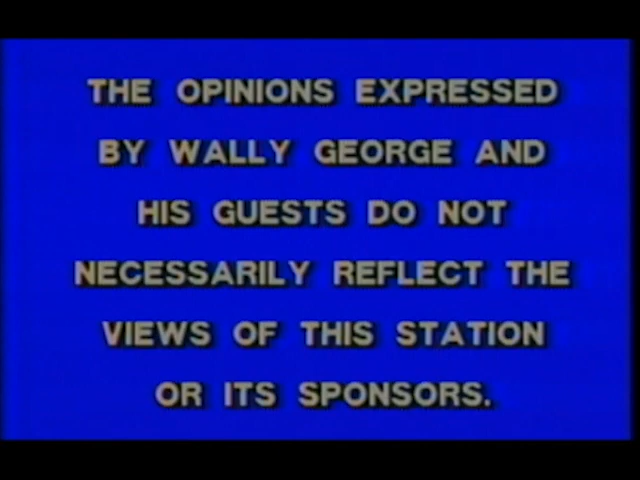 THE OPINIONS EXPRESSED
BY WALLY GEORGE AND
HIS GUESTS DO NOT
NECESSARILY REFLECT THE
VIEWS OF THIS STATION
OR ITS SPONSORS.